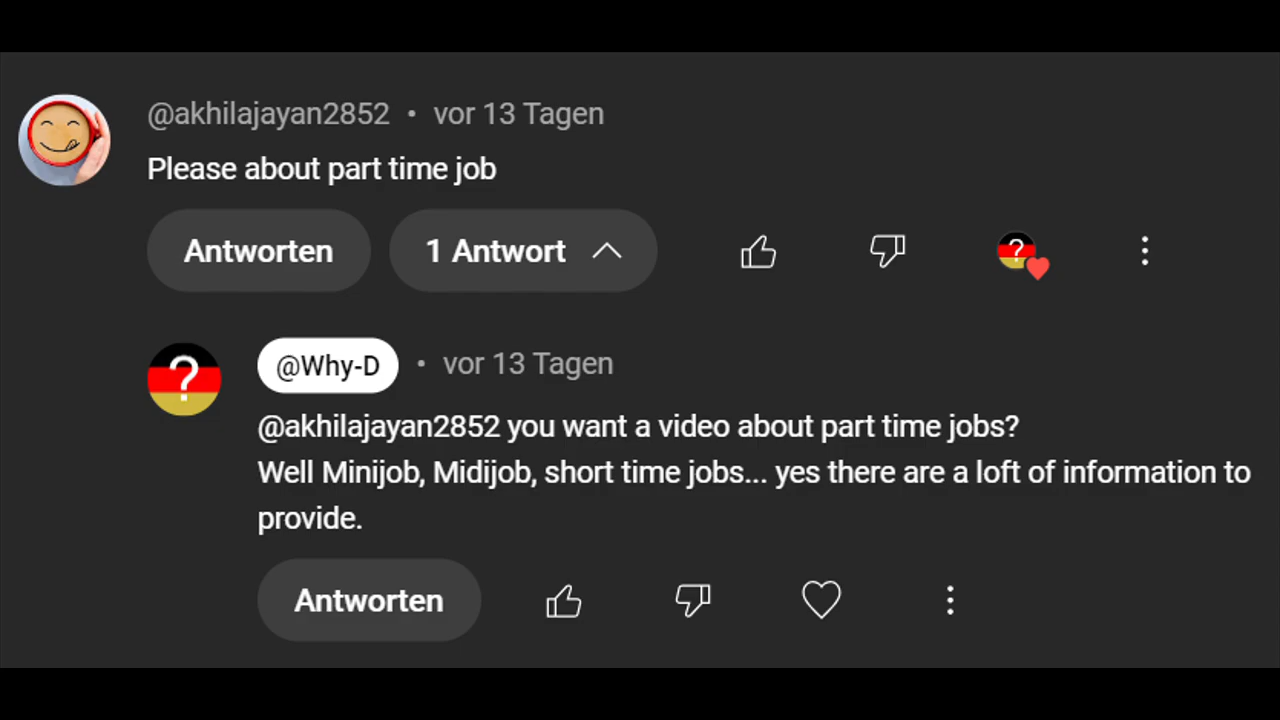 @akhilajayan2852 • vor 13 Tagen
Please about part time job
Antworten 1 Antwort
?
? @Why-D • vor 13 Tagen
@akhilajayan2852 you want a video about part time jobs?
Well Minijob, Midijob, short time jobs... yes there are a loft of information to
provide.
Antworten